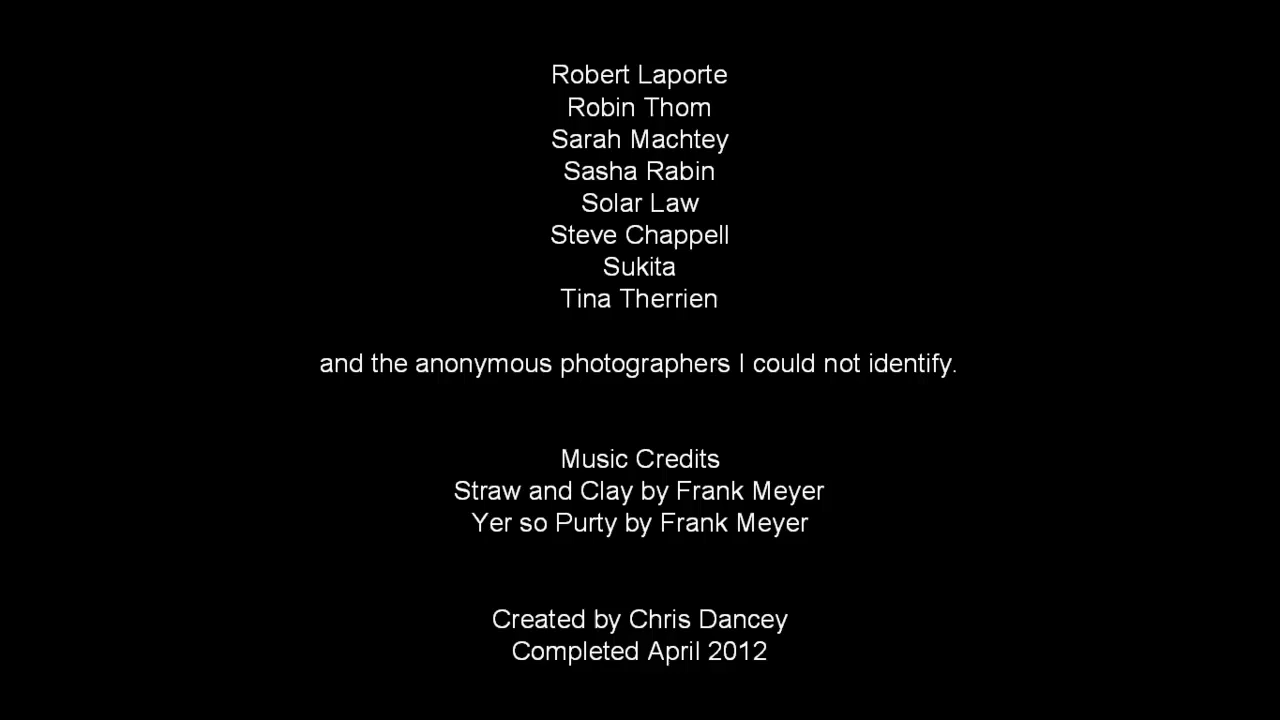 Robert Laporte
Robin Thom
Sarah Machtey
Sasha Rabin
Solar Law
Steve Chappell
Sukita
Tina Therrien
and the anonymous photographers I could not identify.
Music Credits
Straw and Clay by Frank Meyer
Yer so Purty by Frank Meyer
Created by Chris Dancey
Completed April 2012